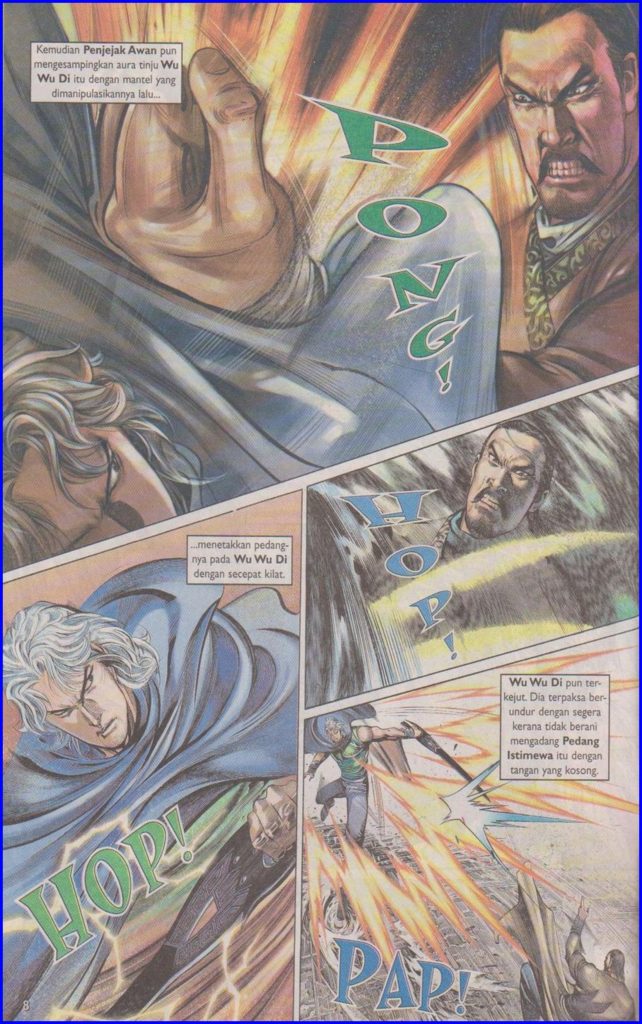 Kemudian Penjejak Awan pun
mengesampingkan aura tinju Wu
Wu Di itu dengan mantel yang
dimanipulasikannya lalu...
PONG!
HOP!
...menetakkan pedang-
nya pada Wu Wu Di
dengan secepat kilat.
HOP!
Wu Wu Di pun ter-
kejut. Dia terpaksa ber-
undur dengan segera
kerana tidak berani
mengadang Pedang
Istimewa itu dengan
tangan yang kosong.
PAP!
8